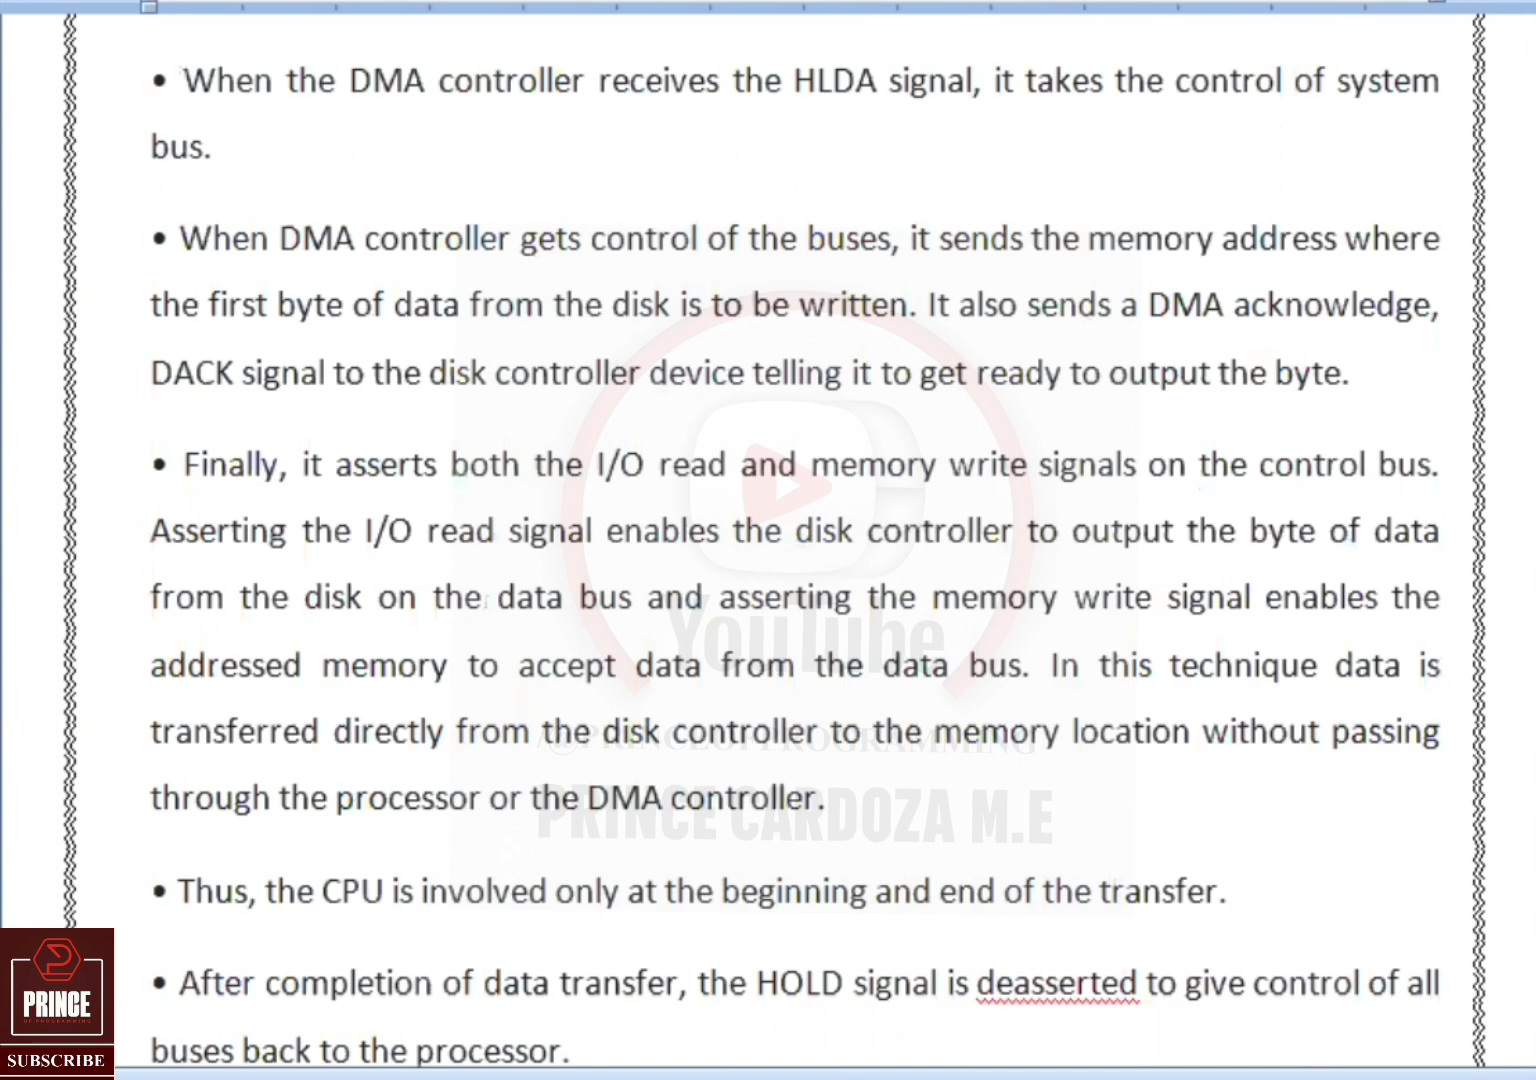 • When the DMA controller receives the HLDA signal, it takes the control of system
bus.
• When DMA controller gets control of the buses, it sends the memory address where
the first byte of data from the disk is to be written. It also sends a DMA acknowledge,
DACK signal to the disk controller device telling it to get ready to output the byte.
• Finally, it asserts both the I/O read and memory write signals on the control bus.
Asserting the I/O read signal enables the disk controller to output the byte of data
from the disk on the data bus and asserting the memory write signal enables the
YouTube
addressed memory to accept data from the data bus. In this technique data is
transferred directly from the disk controller to the memory location without passing
/@PRINCEOFPROGRAMMING
through the processor or the DMA controller.
PRINCE CARDOZA M.E
• Thus, the CPU is involved only at the beginning and end of the transfer.
• After completion of data transfer, the HOLD signal is deasserted to give control of all
buses back to the processor.
PRINCE
OF PROGRAMMING
SUBSCRIBE